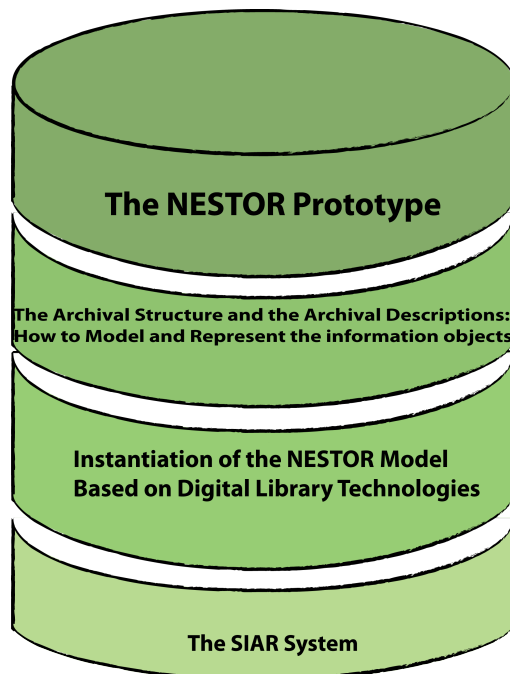 The NESTOR Prototype
The Archival Structure and the Archival Descriptions:
How to Model and Represent the information objects
Instantiation of the NESTOR Model
Based on Digital Library Technologies
The SIAR System